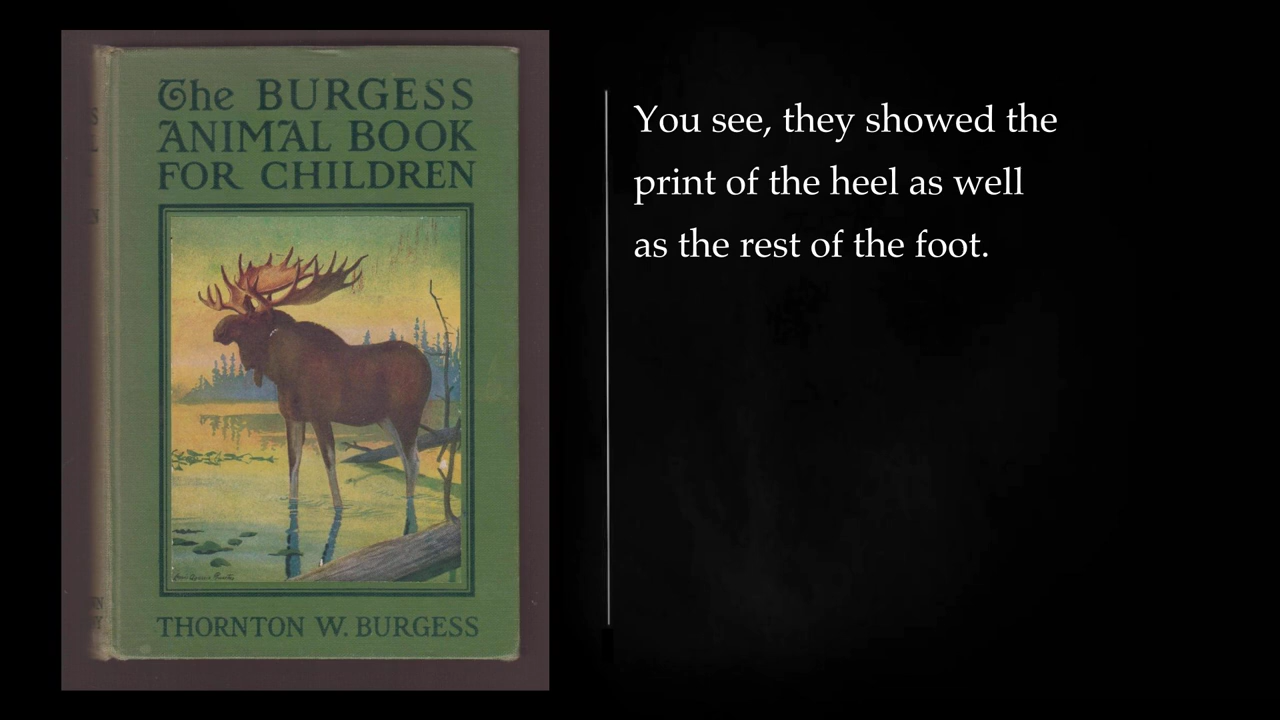 The BURGESS
ANIMAL BOOK
FOR CHILDREN
THORNTON W. BURGESS
You see, they showed the
print of the heel as well
as the rest of the foot.